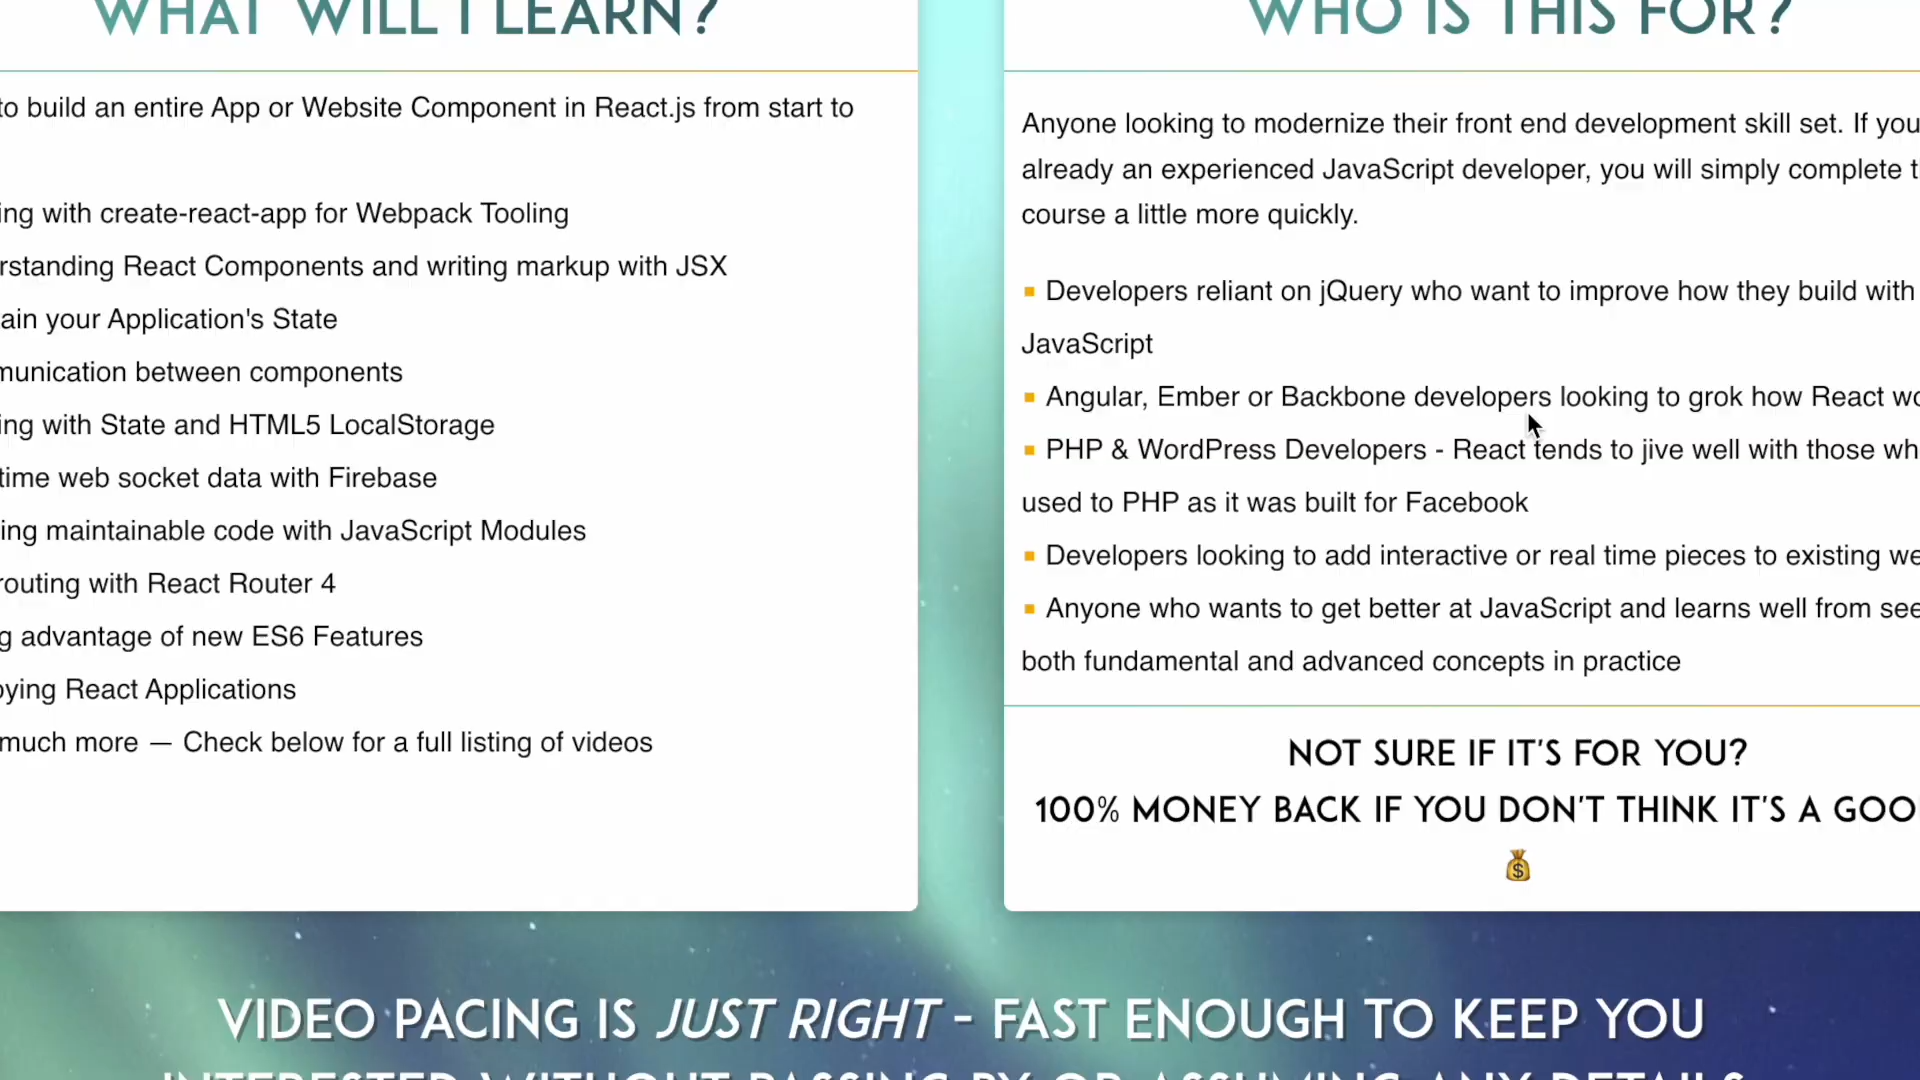 WHAT WILL I LEARN?
to build an entire App or Website Component in React.js from start to
ing with create-react-app for Webpack Tooling
rstanding React Components and writing markup with JSX
ain your Application's State
munication between components
ing with State and HTML5 LocalStorage
time web socket data with Firebase
ing maintainable code with JavaScript Modules
routing with React Router 4
g advantage of new ES6 Features
oying React Applications
much more — Check below for a full listing of videos
WHO IS THIS FOR?
Anyone looking to modernize their front end development skill set. If you
already an experienced JavaScript developer, you will simply complete t
course a little more quickly.
▪ Developers reliant on jQuery who want to improve how they build with
JavaScript
▪ Angular, Ember or Backbone developers looking to grok how React wo
▪ PHP & WordPress Developers - React tends to jive well with those wh
used to PHP as it was built for Facebook
▪ Developers looking to add interactive or real time pieces to existing we
▪ Anyone who wants to get better at JavaScript and learns well from see
both fundamental and advanced concepts in practice
NOT SURE IF IT'S FOR YOU?
100% MONEY BACK IF YOU DON'T THINK IT'S A GOO
VIDEO PACING IS JUST RIGHT - FAST ENOUGH TO KEEP YOU
INTERESTED WITHOUT PASSING BY OR ASSUMING ANY DETAILS